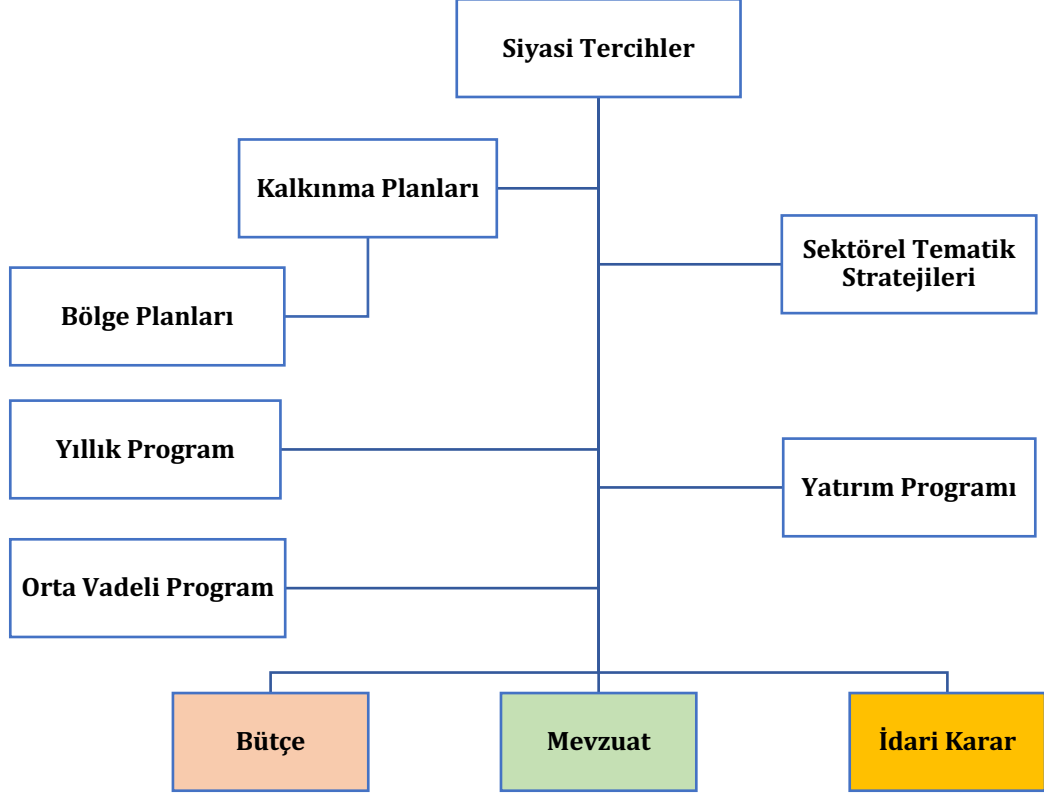 Siyasi Tercihler
Kalkınma Planları
Sektörel Tematik
Stratejileri
Bölge Planları
Yıllık Program
Yatırım Programı
Orta Vadeli Program
Bütçe
Mevzuat
İdari Karar